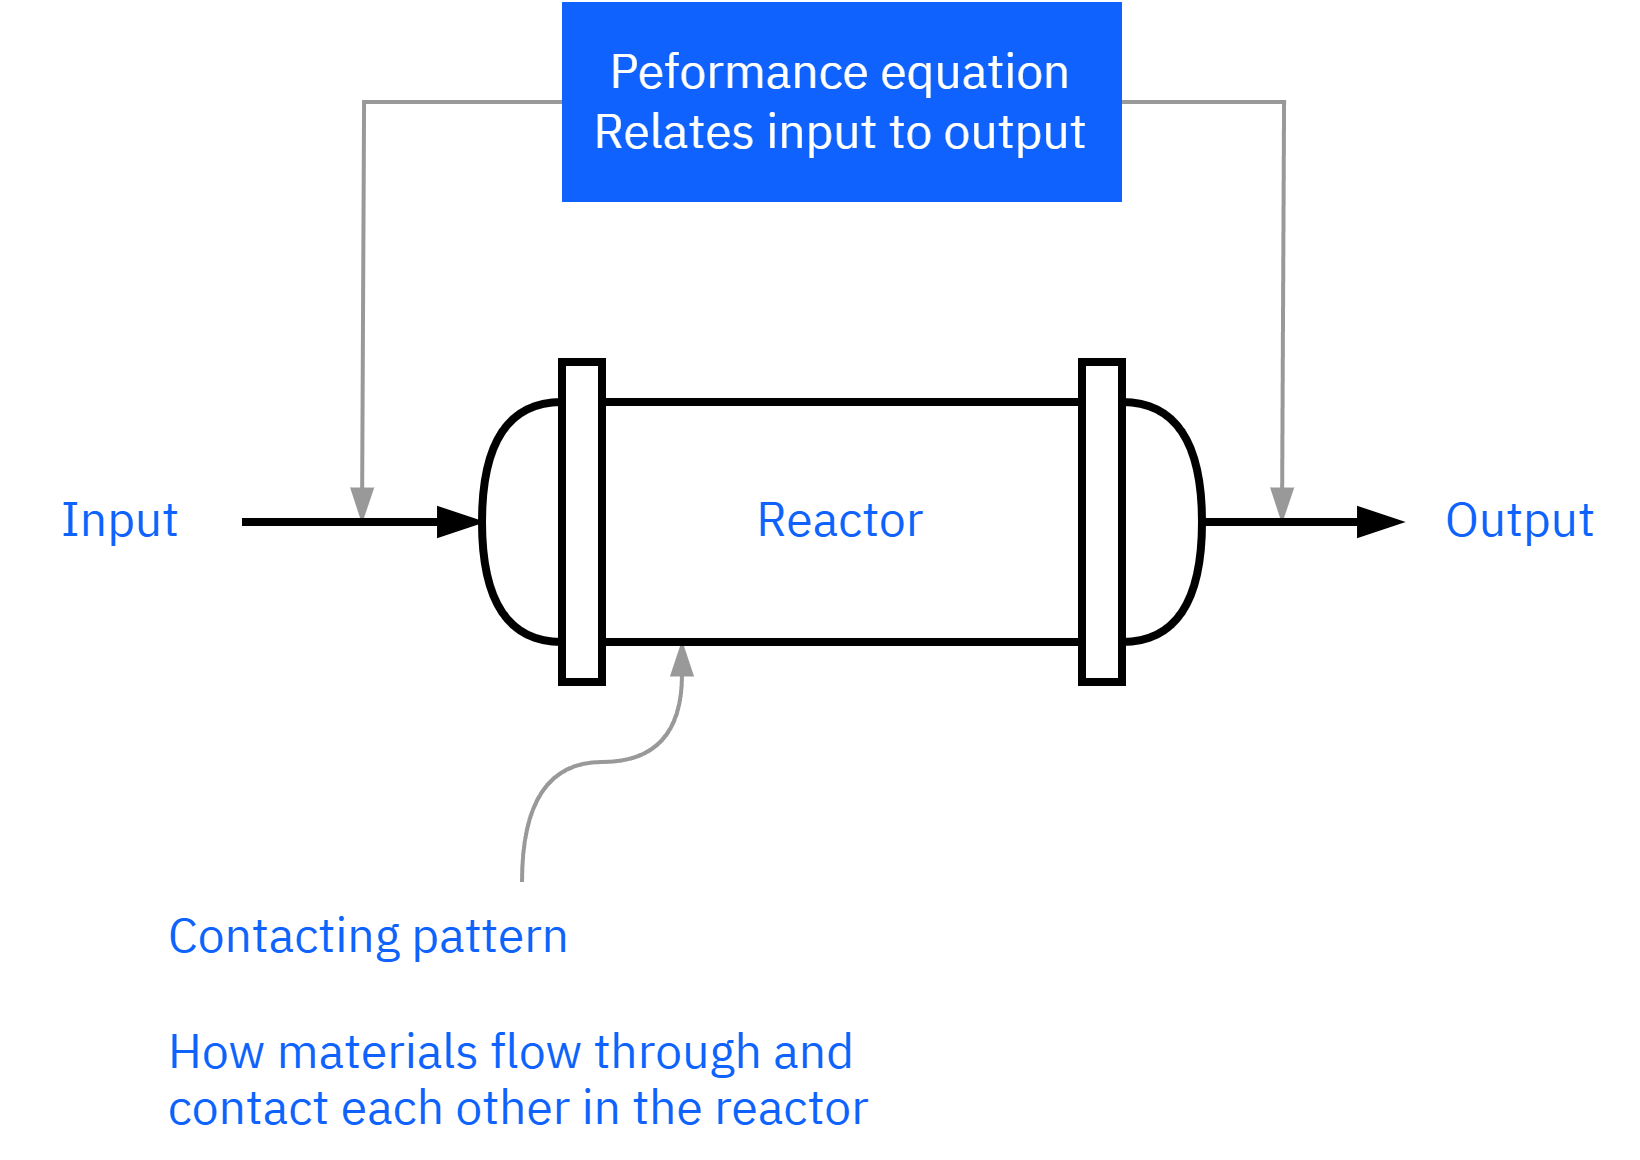 Peformance equation
Relates input to output
Input
Reactor
Output
Contacting pattern
How materials flow through and
contact each other in the reactor